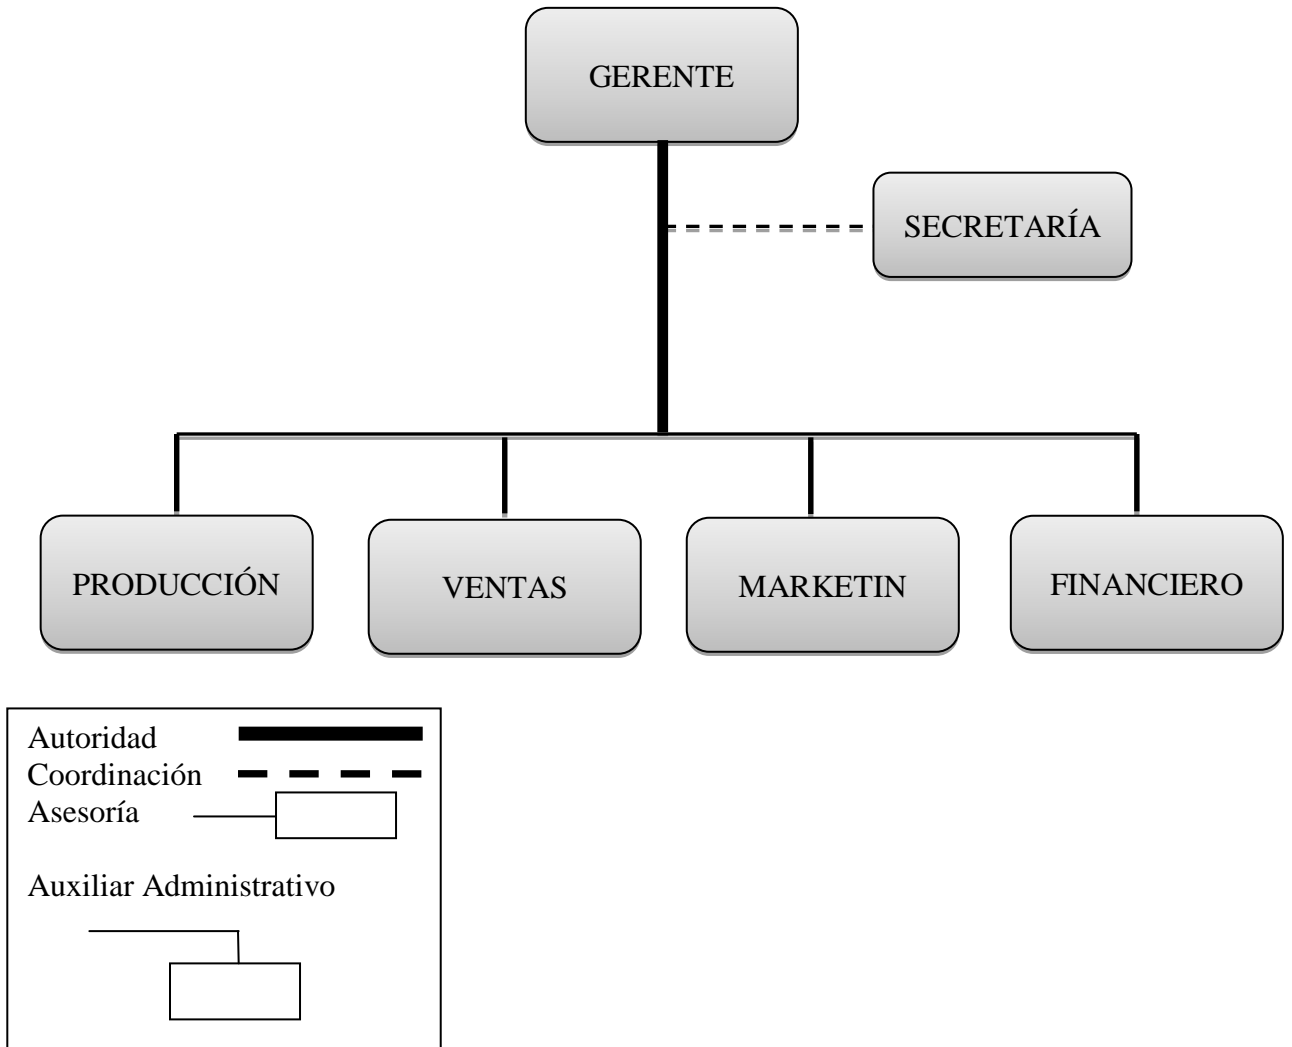 GERENTE
SECRETARÍA
PRODUCCIÓN
VENTAS
MARKETIN
FINANCIERO
Autoridad
Coordinación
Asesoría
Auxiliar Administrativo